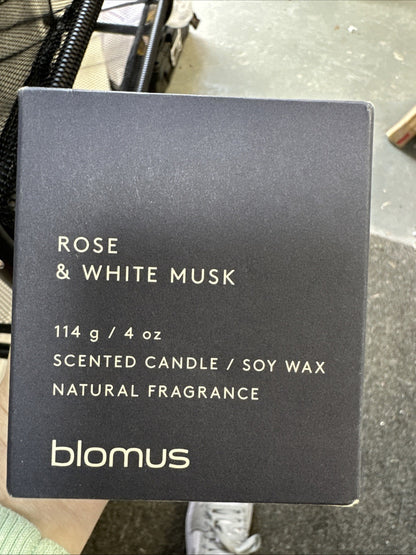 ROSE
& WHITE MUSK
114 g / 4 oz
SCENTED CANDLE / SOY WAX
NATURAL FRAGRANCE
blomus